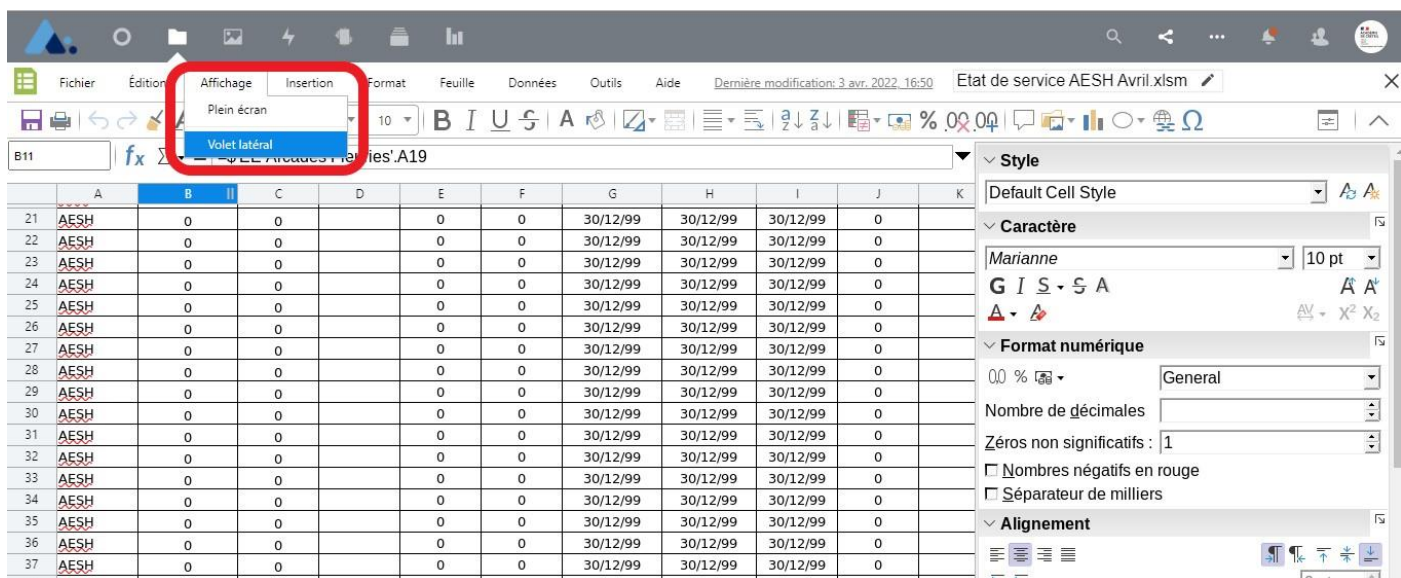 Fichier Édition Affichage Insertion Format Feuille Données Outils Aide Dernière modification: 3 avr. 2022, 16:50 Etat de service AESH Avril.xlsm
Plein écran
Volet latéral
10 B I U S A % 0,0 Ω
B11 fx Σ A19
Style
Default Cell Style
A B C D E F G H I J K
21 AESH 0 0 0 0 30/12/99 30/12/99 30/12/99 0
22 AESH 0 0 0 0 30/12/99 30/12/99 30/12/99 0
23 AESH 0 0 0 0 30/12/99 30/12/99 30/12/99 0
24 AESH 0 0 0 0 30/12/99 30/12/99 30/12/99 0
25 AESH 0 0 0 0 30/12/99 30/12/99 30/12/99 0
26 AESH 0 0 0 0 30/12/99 30/12/99 30/12/99 0
27 AESH 0 0 0 0 30/12/99 30/12/99 30/12/99 0
28 AESH 0 0 0 0 30/12/99 30/12/99 30/12/99 0
29 AESH 0 0 0 0 30/12/99 30/12/99 30/12/99 0
30 AESH 0 0 0 0 30/12/99 30/12/99 30/12/99 0
31 AESH 0 0 0 0 30/12/99 30/12/99 30/12/99 0
32 AESH 0 0 0 0 30/12/99 30/12/99 30/12/99 0
33 AESH 0 0 0 0 30/12/99 30/12/99 30/12/99 0
34 AESH 0 0 0 0 30/12/99 30/12/99 30/12/99 0
35 AESH 0 0 0 0 30/12/99 30/12/99 30/12/99 0
36 AESH 0 0 0 0 30/12/99 30/12/99 30/12/99 0
37 AESH 0 0 0 0 30/12/99 30/12/99 30/12/99 0
Caractère
Marianne 10 pt
G I S S A A A
A AV X² X₂
Format numérique
0,0 % General
Nombre de décimales
Zéros non significatifs : 1
Nombres négatifs en rouge
Séparateur de milliers
Alignement